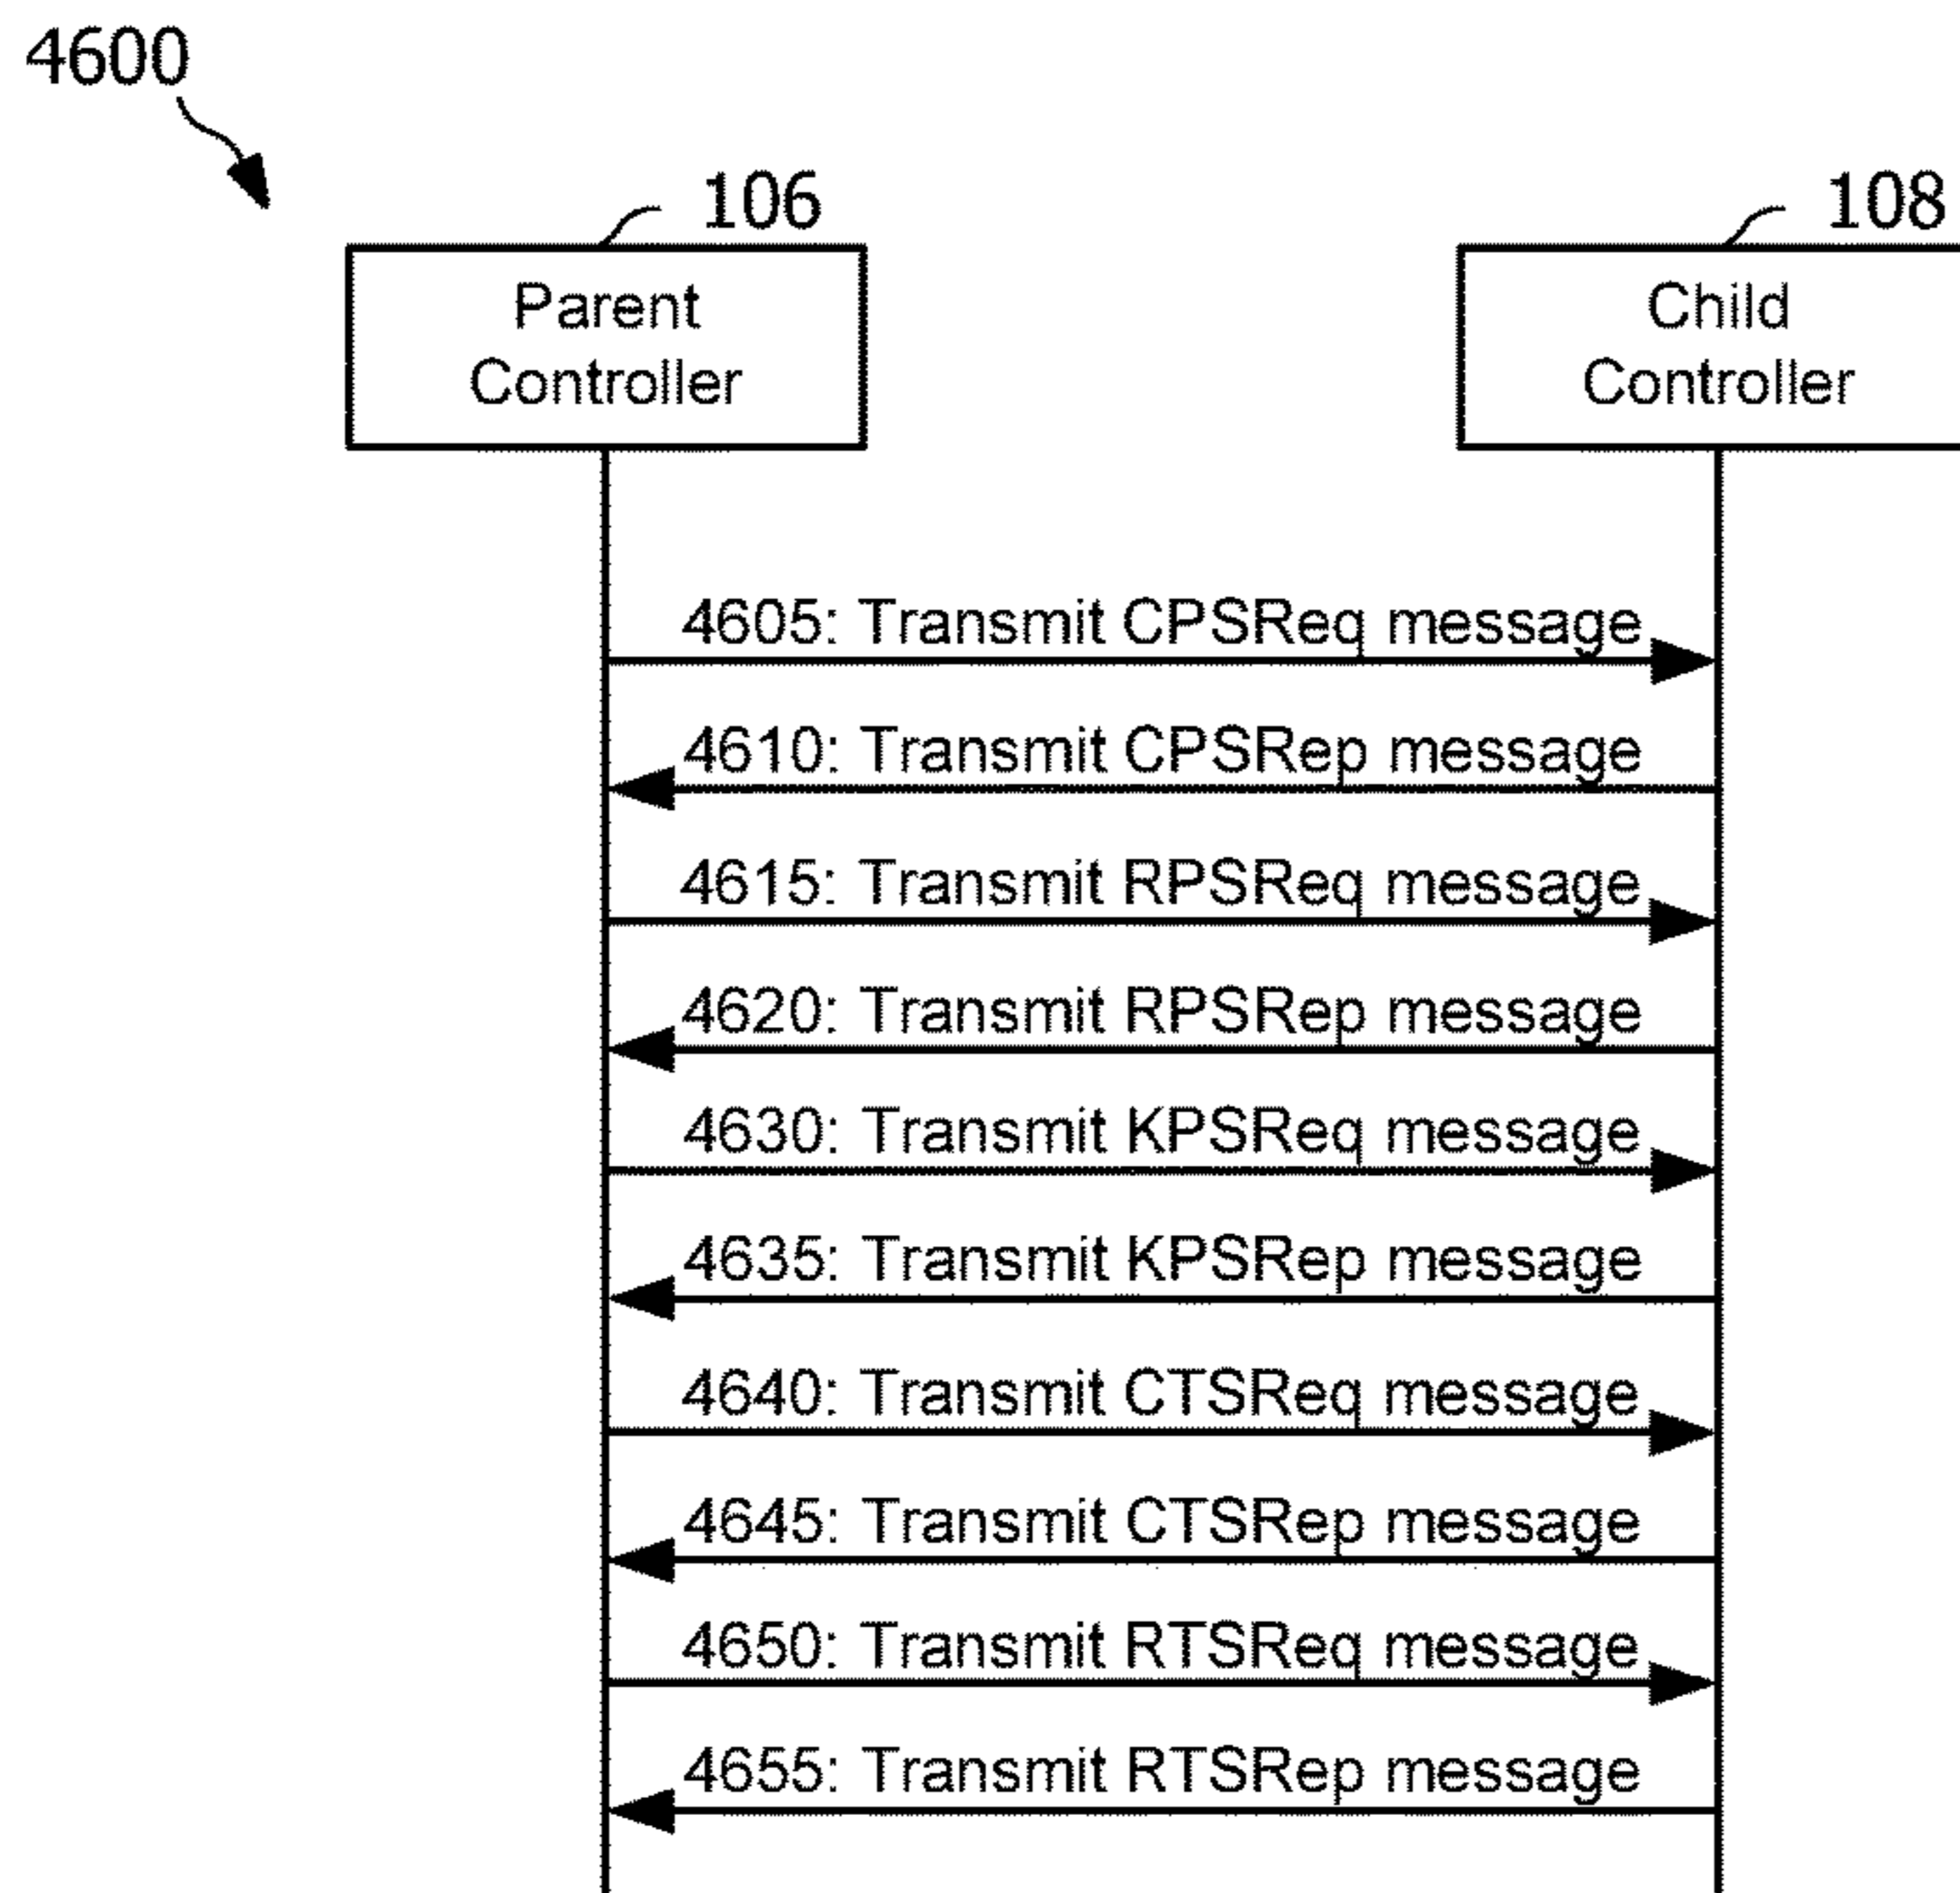 4600
106
108
Parent
Controller
Child
Controller
4605: Transmit CPSReq message
4610: Transmit CPSRep message
4615: Transmit RPSReq message
4620: Transmit RPSRep message
4630: Transmit KPSReq message
4635: Transmit KPSRep message
4640: Transmit CTSReq message
4645: Transmit CTSRep message
4650: Transmit RTSReq message
4655: Transmit RTSRep message